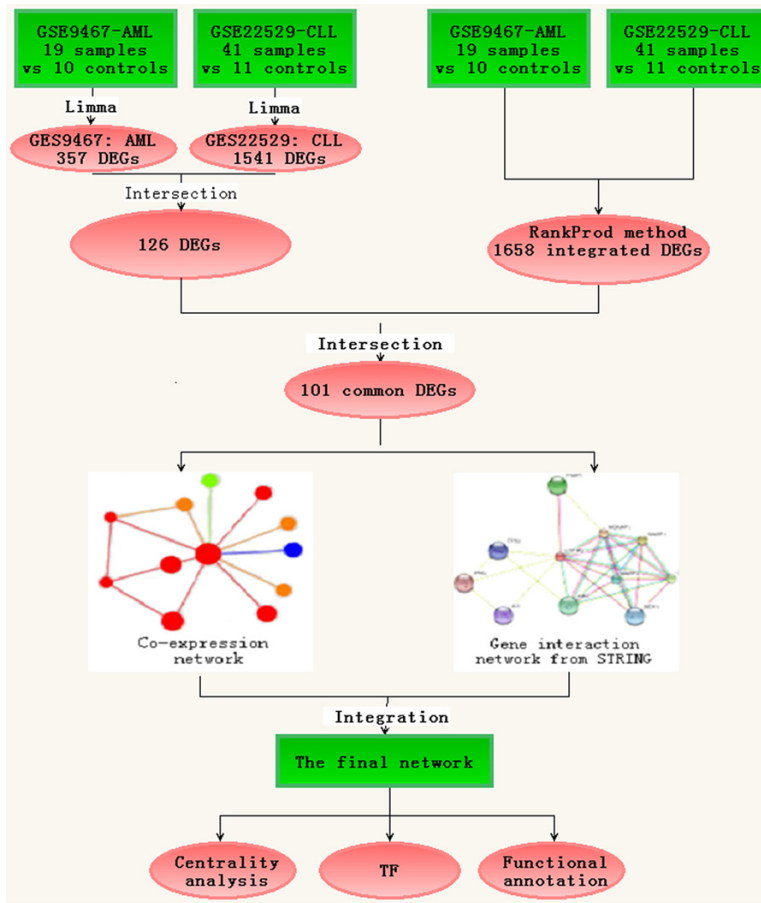 GSE9467-AML
19 samples
vs 10 controls
GSE22529-CLL
41 samples
vs 11 controls
GSE9467-AML
19 samples
vs 10 controls
GSE22529-CLL
41 samples
vs 11 controls
Limma
Limma
GES9467: AML
357 DEGs
GES22529: CLL
1541 DEGs
Intersection
126 DEGs
RankProd method
1658 integrated DEGs
Intersection
101 common DEGs
Co-expression
network
Gene interaction
network from STRING
Integration
The final network
Centrality
analysis
TF
Functional
annotation